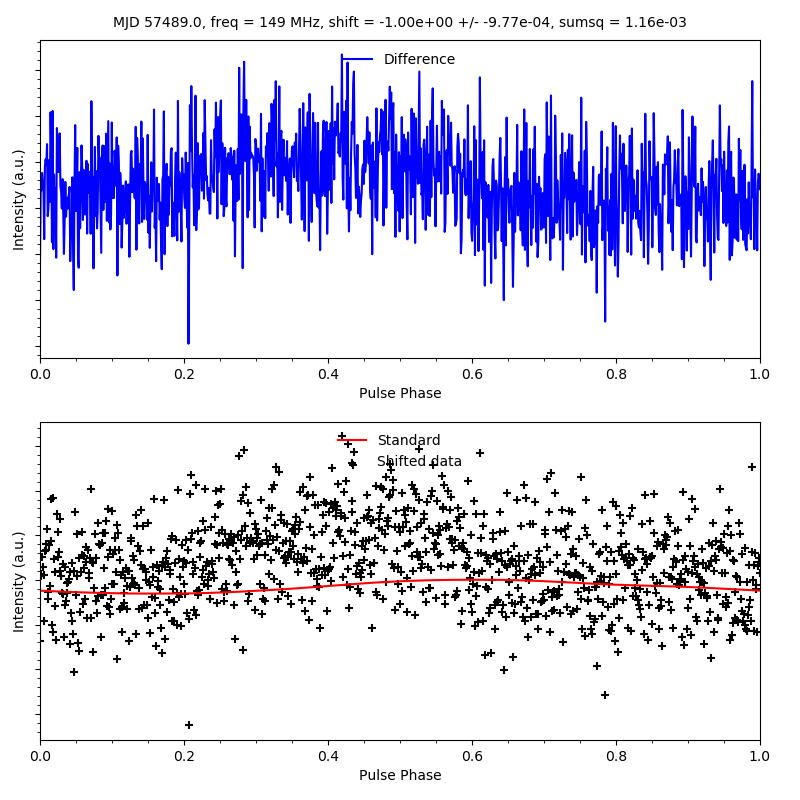 MJD 57489.0, freq = 149 MHz, shift = -1.00e+00 +/- -9.77e-04, sumsq = 1.16e-03
Difference
Intensity (a.u.)
0.0 0.2 0.4 0.6 0.8 1.0
Pulse Phase
Standard
Shifted data
Intensity (a.u.)
0.0 0.2 0.4 0.6 0.8 1.0
Pulse Phase